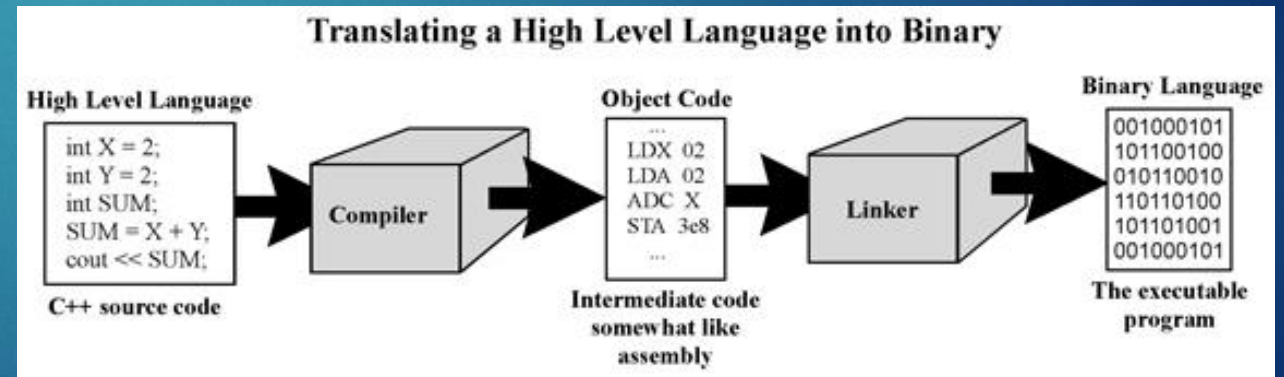 Translating a High Level Language into Binary
High Level Language
int X = 2;
int Y = 2;
int SUM;
SUM = X + Y;
cout << SUM;
C++ source code
Compiler
Object Code
...
LDX 02
LDA 02
ADC X
STA 3e8
...
Intermediate code
somewhat like
assembly
Linker
Binary Language
001000101
101100100
010110010
110110100
101101001
001000101
The executable
program